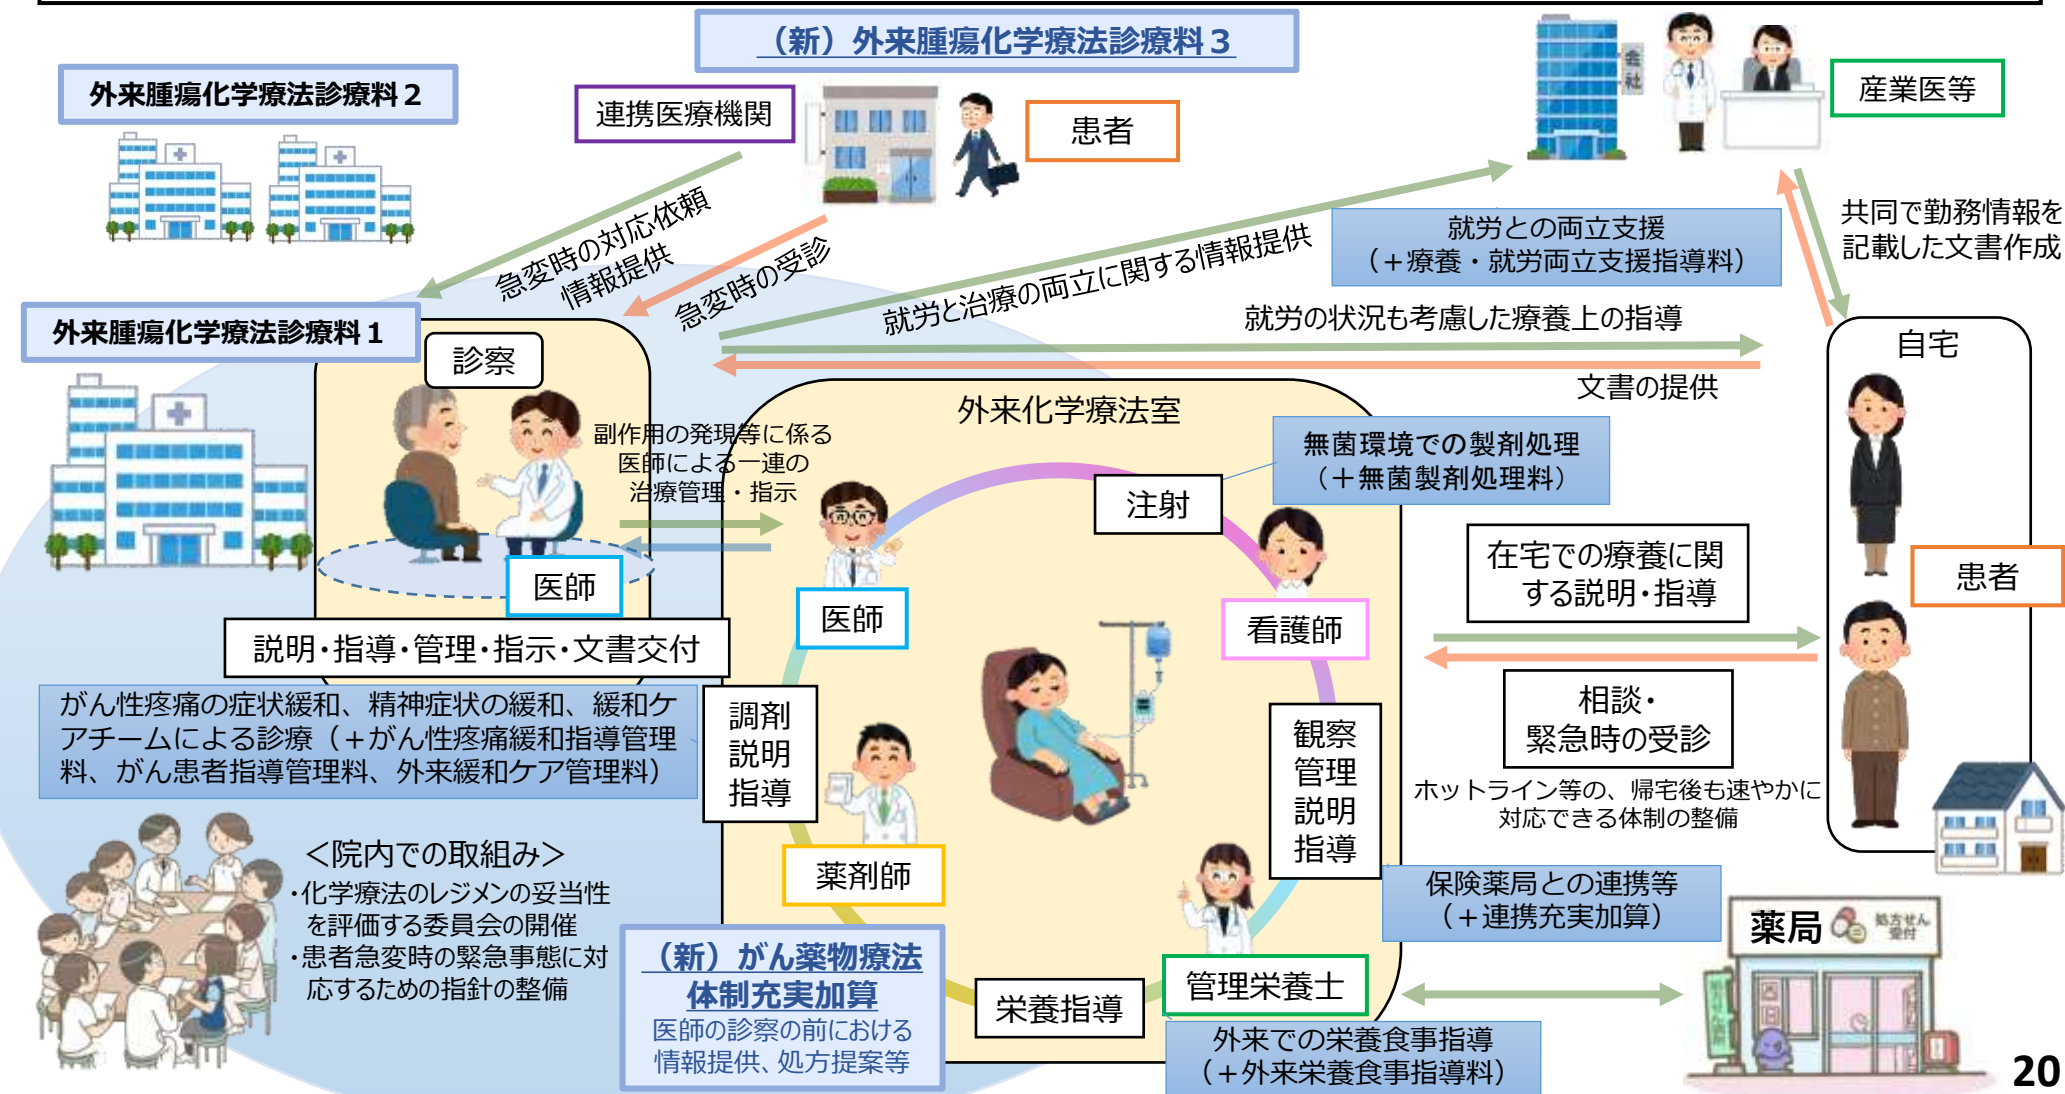 （新）外来腫瘍化学療法診療料３
外来腫瘍化学療法診療料２
連携医療機関
患者
会社
産業医等
急変時の対応依頼
情報提供
急変時の受診
就労と治療の両立に関する情報提供
就労との両立支援
（＋療養・就労両立支援指導料）
共同で勤務情報を
記載した文書作成
外来腫瘍化学療法診療料１
就労の状況も考慮した療養上の指導
文書の提供
自宅
診察
副作用の発現等に係る
医師による一連の
治療管理・指示
医師
説明・指導・管理・指示・文書交付
外来化学療法室
無菌環境での製剤処理
（＋無菌製剤処理料）
注射
医師
看護師
在宅での療養に関
する説明・指導
患者
相談・
緊急時の受診
ホットライン等の、帰宅後も速やかに
対応できる体制の整備
がん性疼痛の症状緩和、精神症状の緩和、緩和ケ
アチームによる診療（＋がん性疼痛緩和指導管理
料、がん患者指導管理料、外来緩和ケア管理料）
調剤
説明
指導
観察
管理
説明
指導
薬剤師
＜院内での取組み＞
・化学療法のレジメンの妥当性
を評価する委員会の開催
・患者急変時の緊急事態に対
応するための指針の整備
（新）がん薬物療法
体制充実加算
医師の診察の前における
情報提供、処方提案等
栄養指導
管理栄養士
保険薬局との連携等
（＋連携充実加算）
外来での栄養食事指導
（＋外来栄養食事指導料）
薬局
処方せん
受付
20